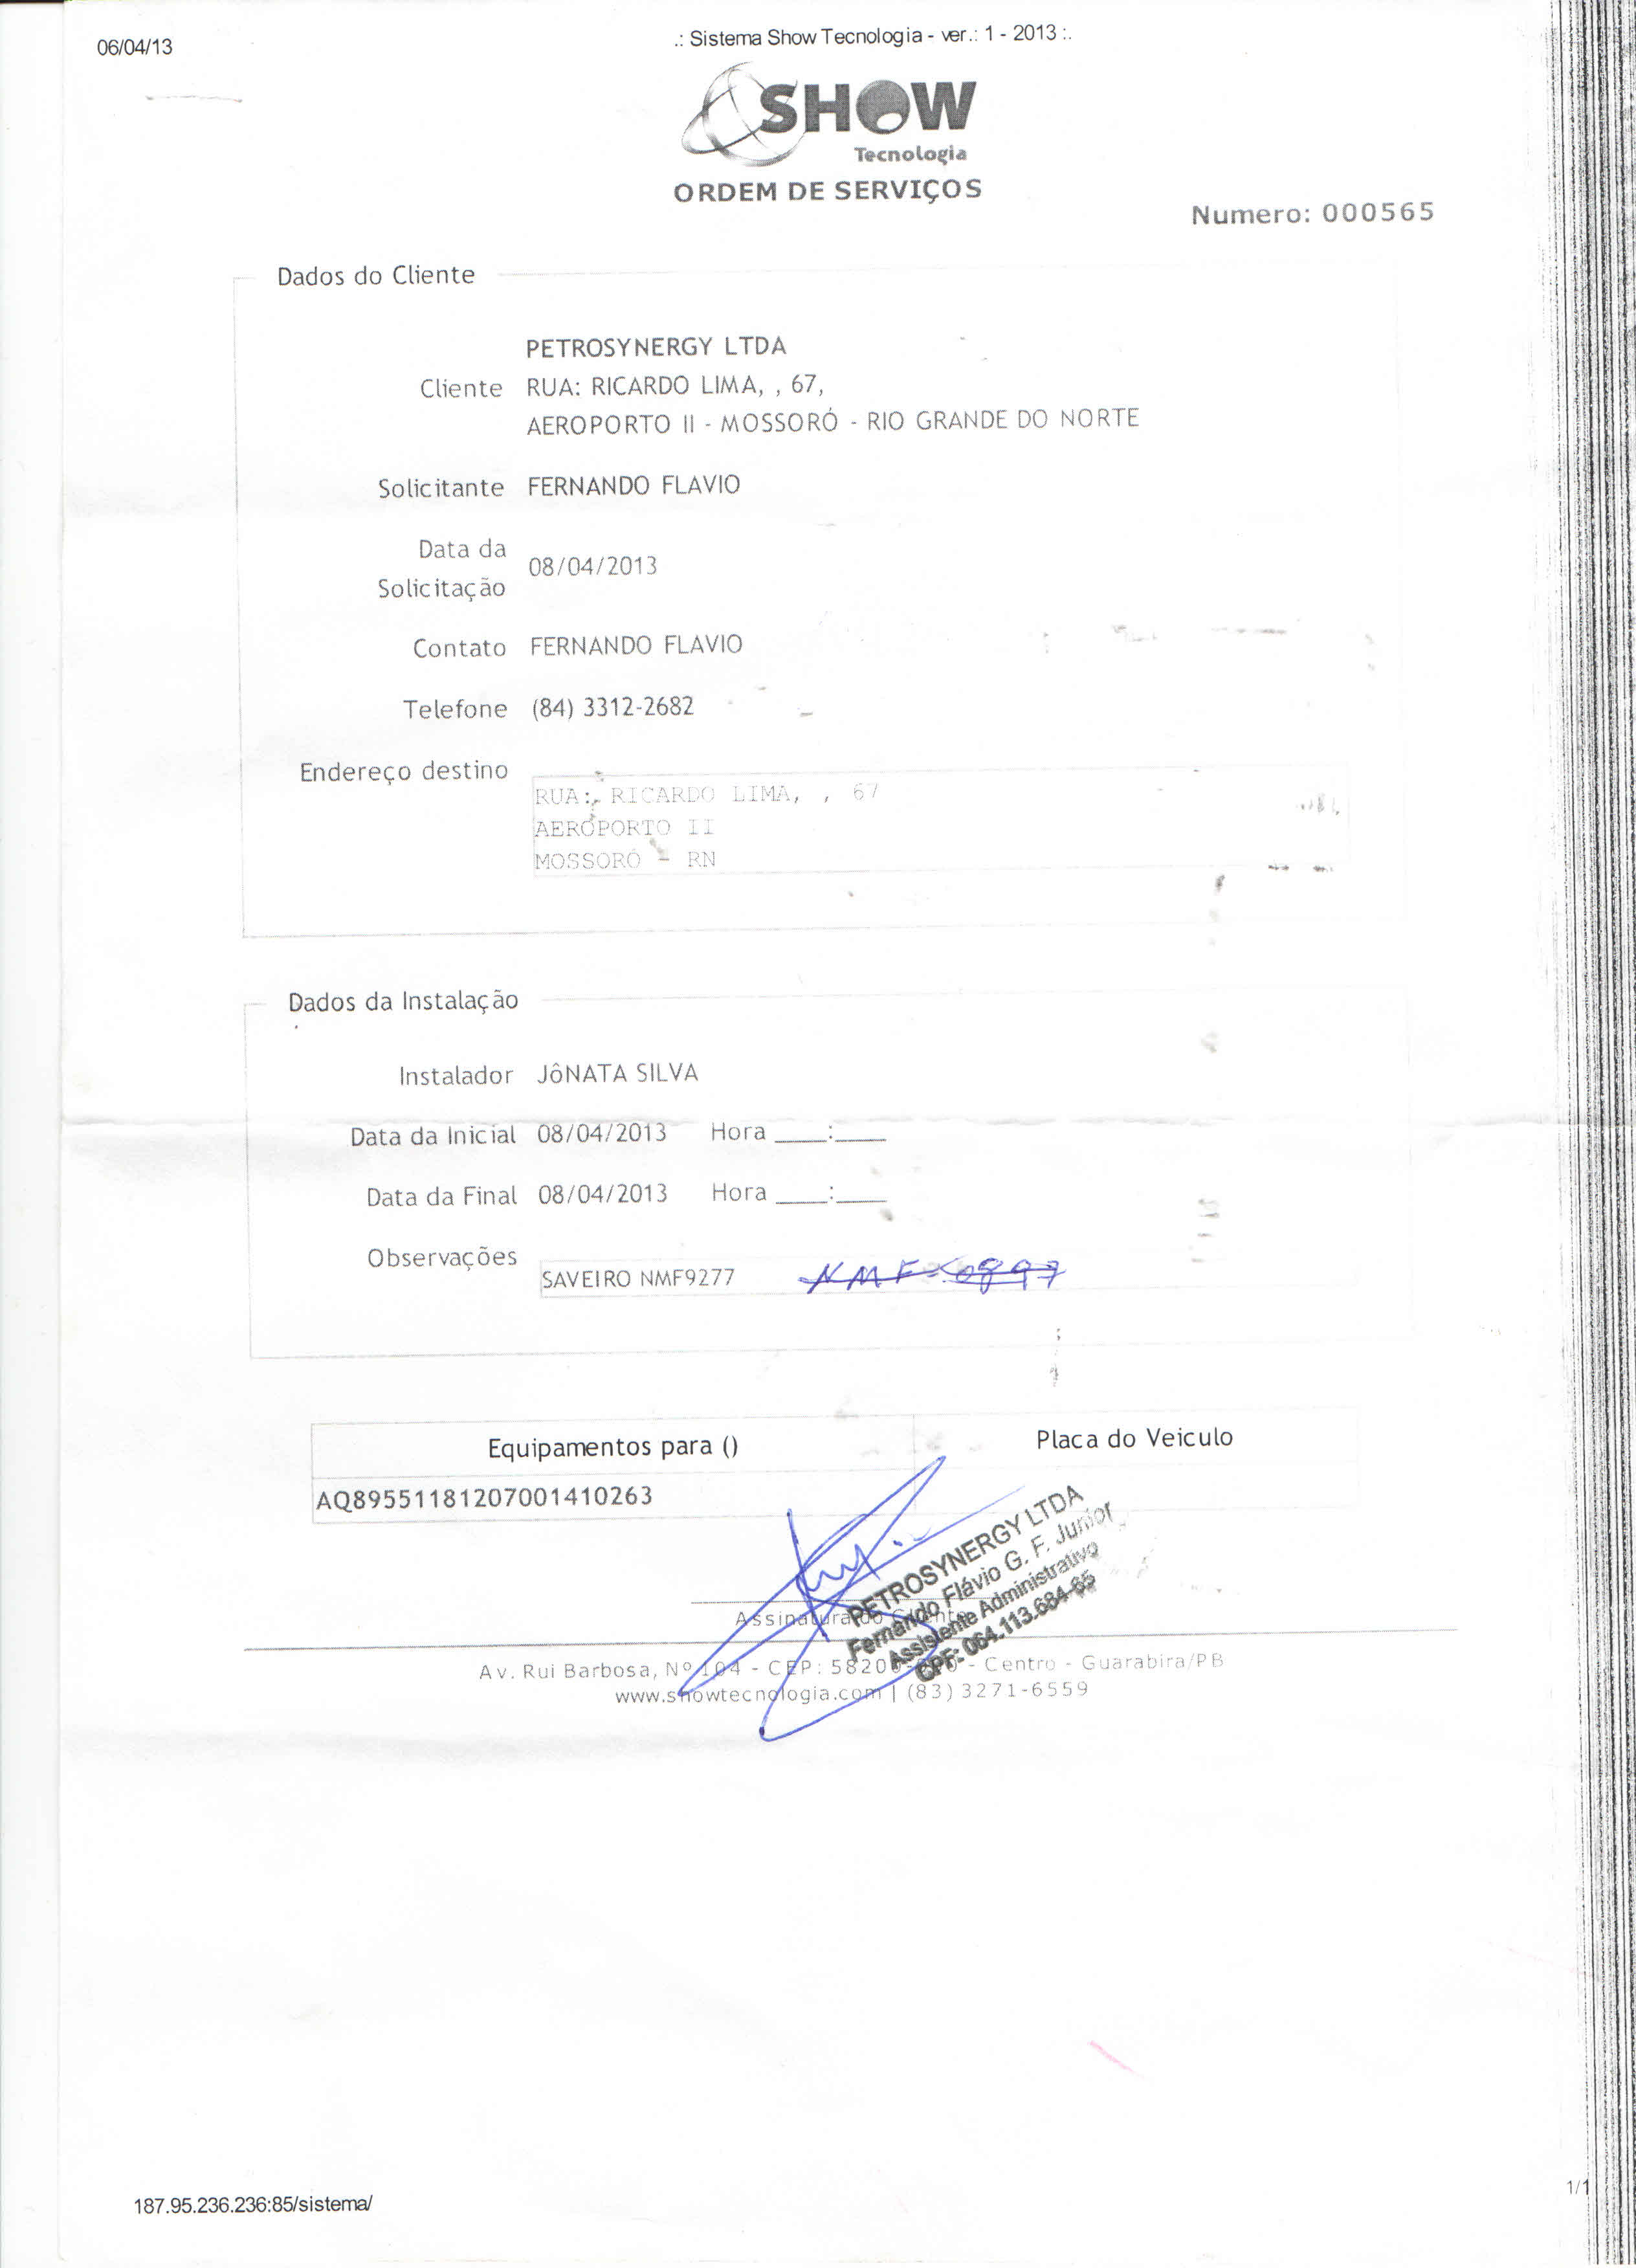 06/04/13
.: Sistema Show Tecnologia - ver.: 1 - 2013 :.
SHOW
Tecnologia
ORDEM DE SERVIÇOS
Numero: 000565
Dados do Cliente
PETROSYNERGY LTDA
Cliente RUA: RICARDO LIMA, , 67,
AEROPORTO II - MOSSORÓ - RIO GRANDE DO NORTE
Solicitante FERNANDO FLAVIO
Data da
Solicitação 08/04/2013
Contato FERNANDO FLAVIO
Telefone (84) 3312-2682
Endereço destino
RUA: RICARDO LIMA, , 67
AEROPORTO II
MOSSORÓ - RN
Dados da Instalação
Instalador JôNATA SILVA
Data da Inicial 08/04/2013 Hora ____:____
Data da Final 08/04/2013 Hora ____:____
Observações
SAVEIRO NMF9277 NMF-0897
Equipamentos para () Placa do Veiculo
AQ89551181207001410263
PETROSYNERGY LTDA
Fernando Flávio G. F. Junior
Assistente Administrativo
CPF: 064.113.684-65
Assinatura do Cliente
Av. Rui Barbosa, Nº 104 - CEP: - Centro - Guarabira/PB
www.showtecnologia.com | (83) 3271-6559
187.95.236.236:85/sistema/
1/1